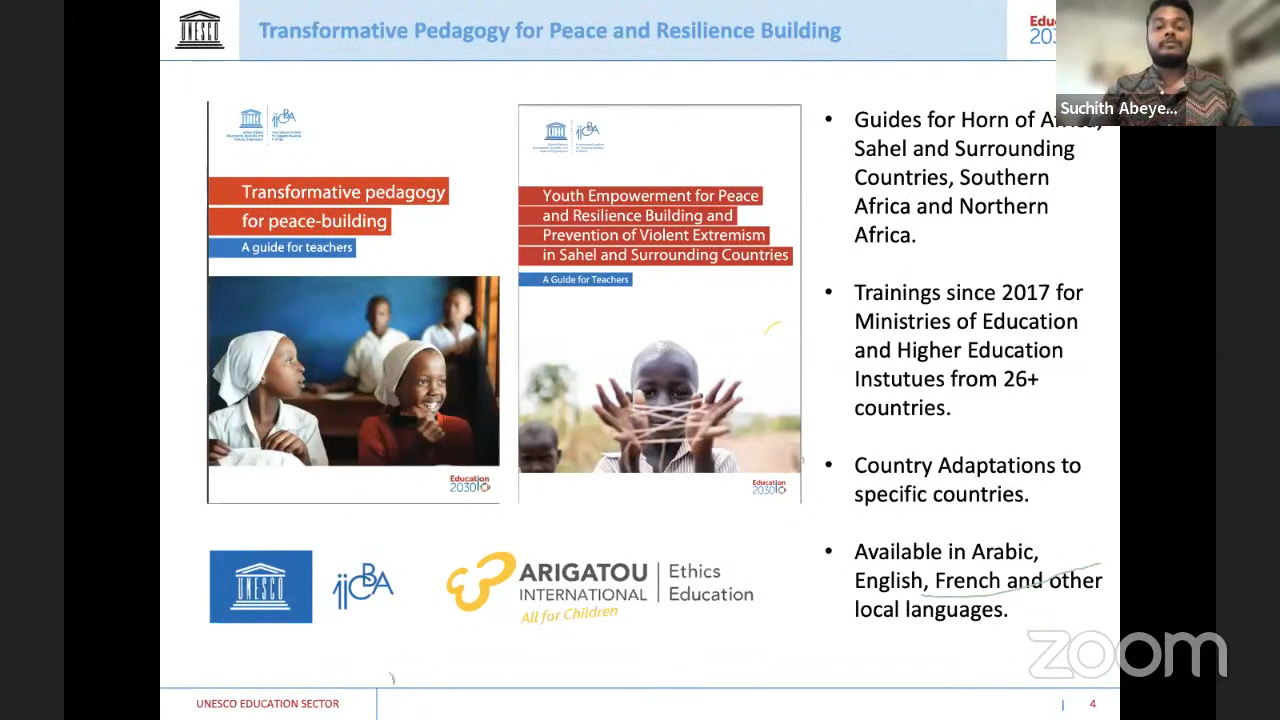 UNESCO
Transformative Pedagogy for Peace and Resilience Building
Suchith Abeye...
Transformative pedagogy
for peace-building
A guide for teachers
Education
2030
Youth Empowerment for Peace
and Resilience Building and
Prevention of Violent Extremism
in Sahel and Surrounding Countries
A Guide for Teachers
Education
2030
• Guides for Horn of
Sahel and Surrounding
Countries, Southern
Africa and Northern
Africa.
• Trainings since 2017 for
Ministries of Education
and Higher Education
Instutues from 26+
countries.
• Country Adaptations to
specific countries.
• Available in Arabic,
English, French and other
local languages.
UNESCO
iicBA
ARIGATOU
INTERNATIONAL
All for Children
Ethics
Education
zoom
UNESCO EDUCATION SECTOR
4